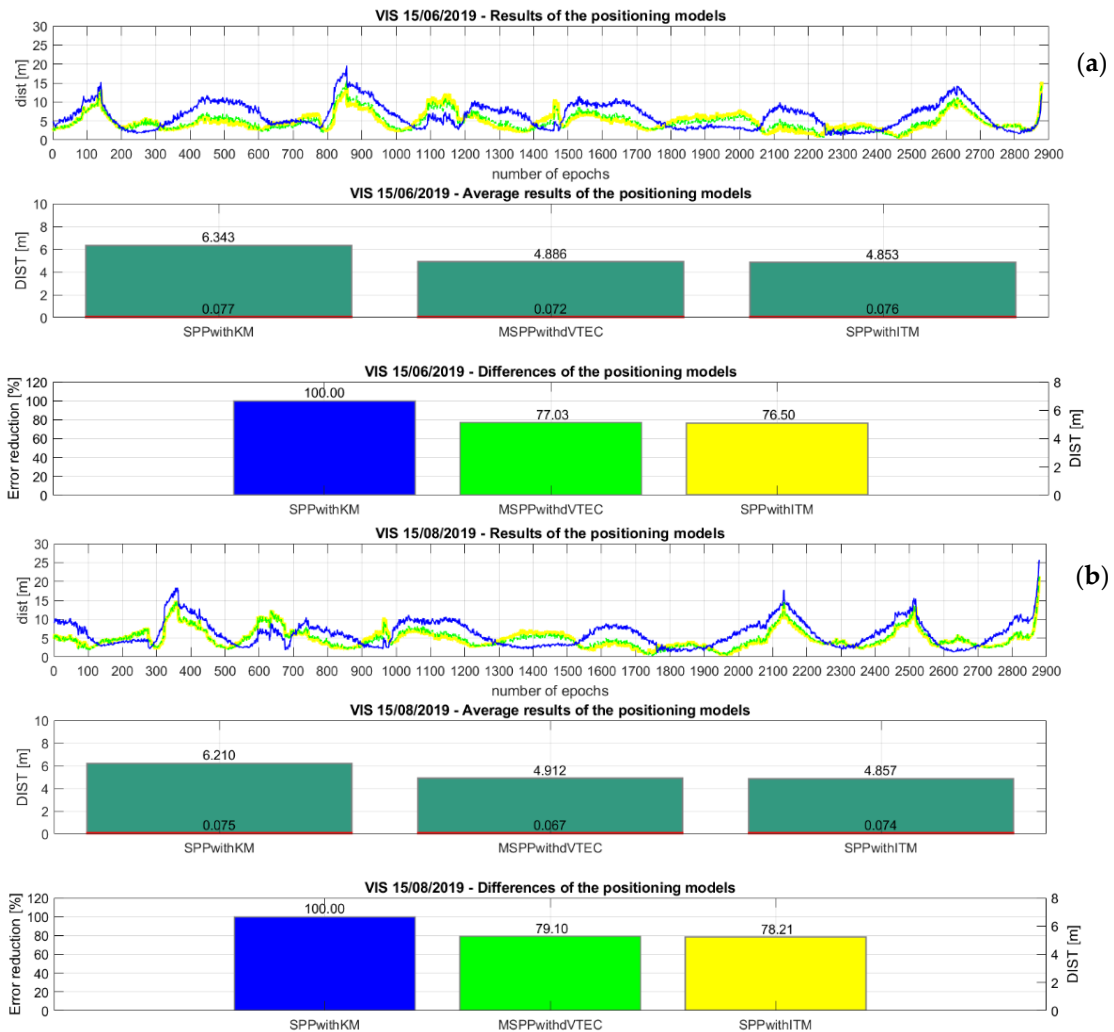 VIS 15/06/2019 - Results of the positioning models
(a)
dist [m]
30
25
20
15
10
5
0
0 100 200 300 400 500 600 700 800 900 1000 1100 1200 1300 1400 1500 1600 1700 1800 1900 2000 2100 2200 2300 2400 2500 2600 2700 2800 2900
number of epochs
VIS 15/06/2019 - Average results of the positioning models
DIST [m]
10
8
6
4
2
0
6.343 4.886 4.853
0.077 0.072 0.076
SPPwithKM MSPPwithdVTEC SPPwithITM
VIS 15/06/2019 - Differences of the positioning models
Error reduction [%]
120
100
80
60
40
20
0
100.00 77.03 76.50
8
6
4
2
0
DIST [m]
SPPwithKM MSPPwithdVTEC SPPwithITM
VIS 15/08/2019 - Results of the positioning models
(b)
dist [m]
30
25
20
15
10
5
0
0 100 200 300 400 500 600 700 800 900 1000 1100 1200 1300 1400 1500 1600 1700 1800 1900 2000 2100 2200 2300 2400 2500 2600 2700 2800 2900
number of epochs
VIS 15/08/2019 - Average results of the positioning models
DIST [m]
10
8
6
4
2
0
6.210 4.912 4.857
0.075 0.067 0.074
SPPwithKM MSPPwithdVTEC SPPwithITM
VIS 15/08/2019 - Differences of the positioning models
Error reduction [%]
120
100
80
60
40
20
0
100.00 79.10 78.21
8
6
4
2
0
DIST [m]
SPPwithKM MSPPwithdVTEC SPPwithITM